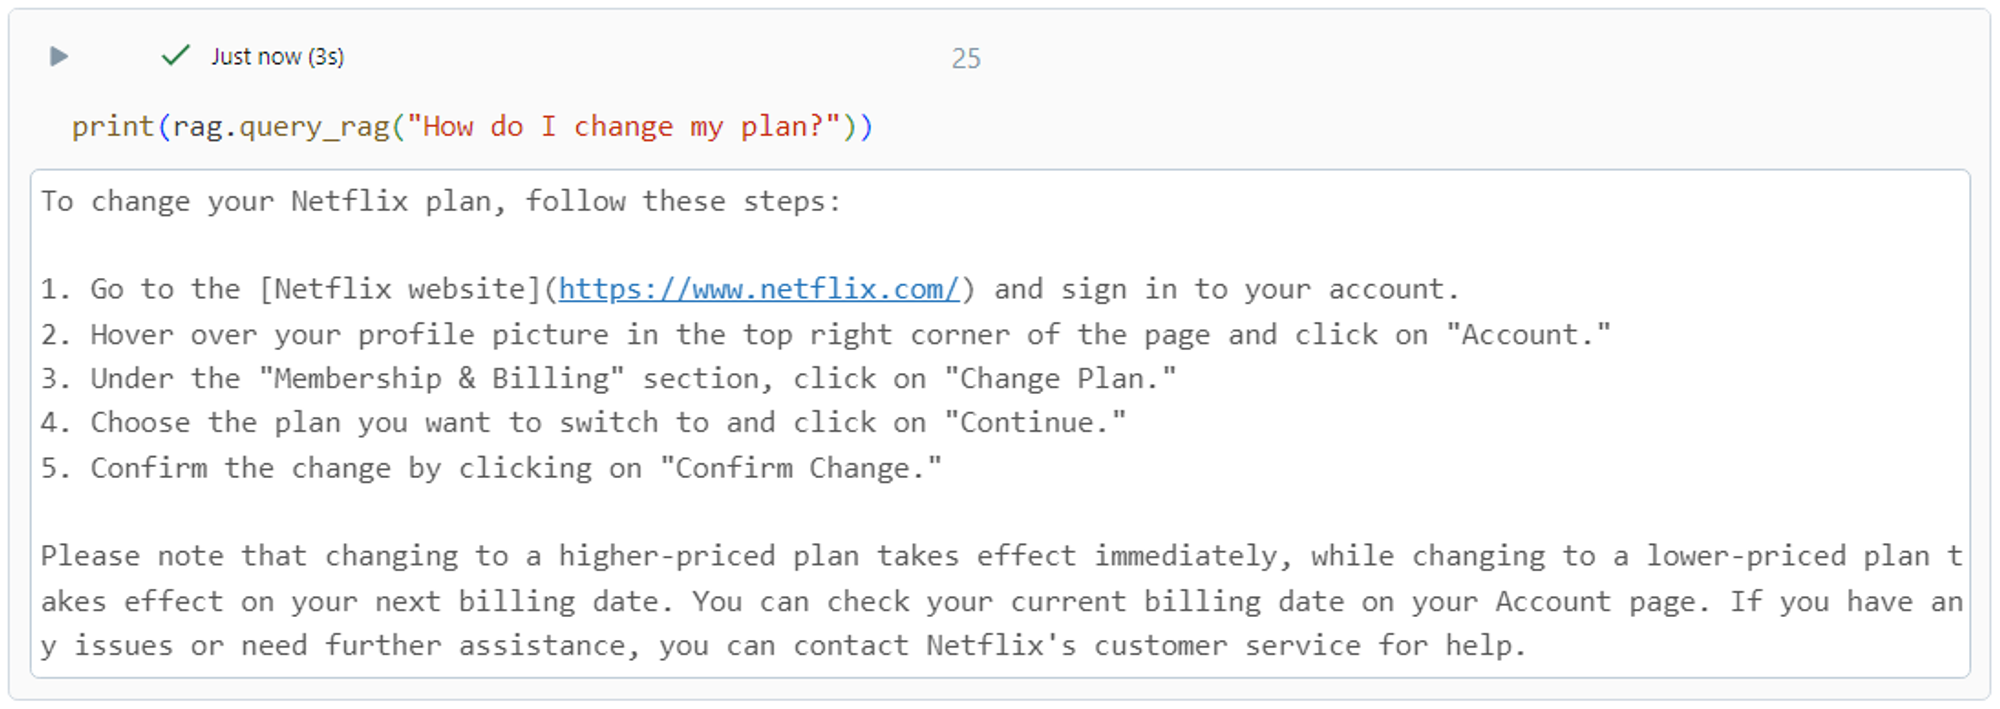 Just now (3s)
25
print(rag.query_rag("How do I change my plan?"))
To change your Netflix plan, follow these steps:
1. Go to the [Netflix website](https://www.netflix.com/) and sign in to your account.
2. Hover over your profile picture in the top right corner of the page and click on "Account."
3. Under the "Membership & Billing" section, click on "Change Plan."
4. Choose the plan you want to switch to and click on "Continue."
5. Confirm the change by clicking on "Confirm Change."
Please note that changing to a higher-priced plan takes effect immediately, while changing to a lower-priced plan t
akes effect on your next billing date. You can check your current billing date on your Account page. If you have an
y issues or need further assistance, you can contact Netflix's customer service for help.